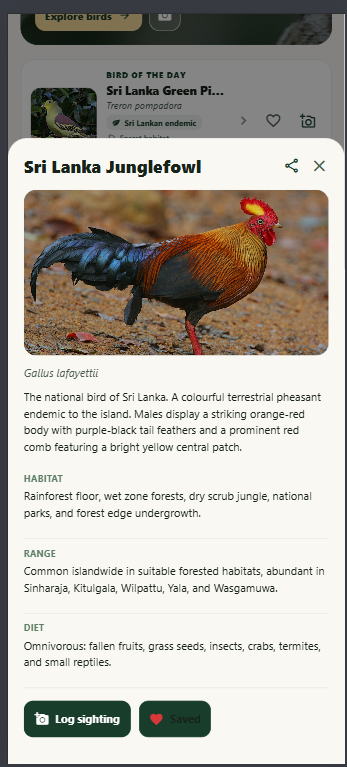 Explore birds →
BIRD OF THE DAY
Sri Lanka Green Pi...
Treron pompadora
Sri Lankan endemic
Forest habitat
Sri Lanka Junglefowl
Gallus lafayettii
The national bird of Sri Lanka. A colourful terrestrial pheasant
endemic to the island. Males display a striking orange-red
body with purple-black tail feathers and a prominent red
comb featuring a bright yellow central patch.
HABITAT
Rainforest floor, wet zone forests, dry scrub jungle, national
parks, and forest edge undergrowth.
RANGE
Common islandwide in suitable forested habitats, abundant in
Sinharaja, Kitulgala, Wilpattu, Yala, and Wasgamuwa.
DIET
Omnivorous: fallen fruits, grass seeds, insects, crabs, termites,
and small reptiles.
Log sighting
Saved